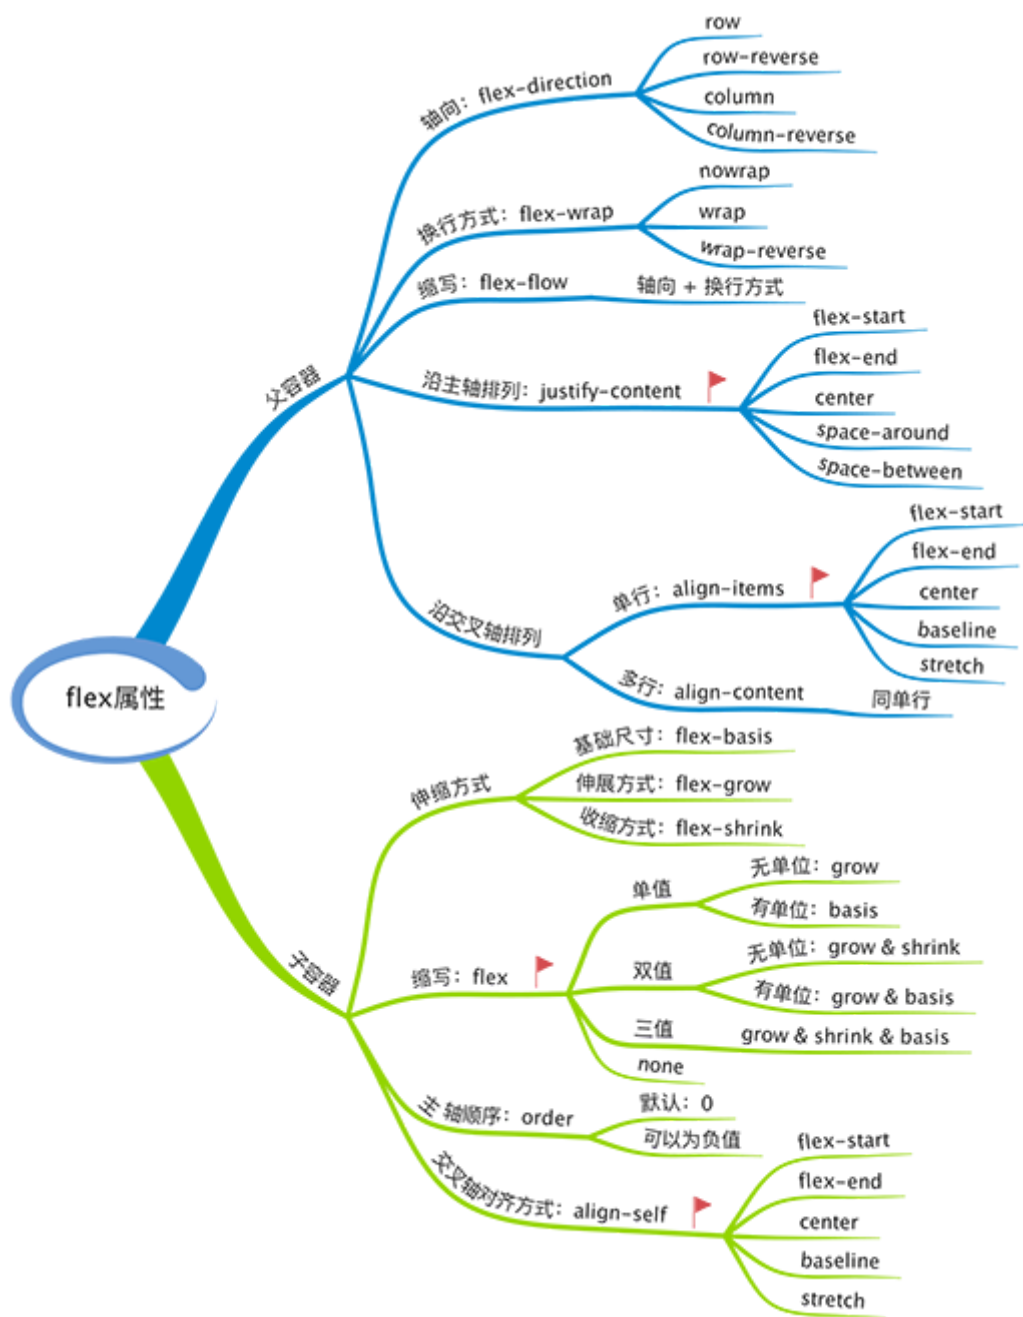 flex属性
父容器
轴向：flex-direction
row
row-reverse
column
column-reverse
换行方式：flex-wrap
nowrap
wrap
wrap-reverse
缩写：flex-flow
轴向 + 换行方式
沿主轴排列：justify-content
flex-start
flex-end
center
space-around
space-between
沿交叉轴排列
单行：align-items
flex-start
flex-end
center
baseline
stretch
多行：align-content
同单行
子容器
伸缩方式
基础尺寸：flex-basis
伸展方式：flex-grow
收缩方式：flex-shrink
缩写：flex
单值
无单位：grow
有单位：basis
双值
无单位：grow & shrink
有单位：grow & basis
三值
grow & shrink & basis
none
主 轴顺序：order
默认：0
可以为负值
交叉轴对齐方式：align-self
flex-start
flex-end
center
baseline
stretch